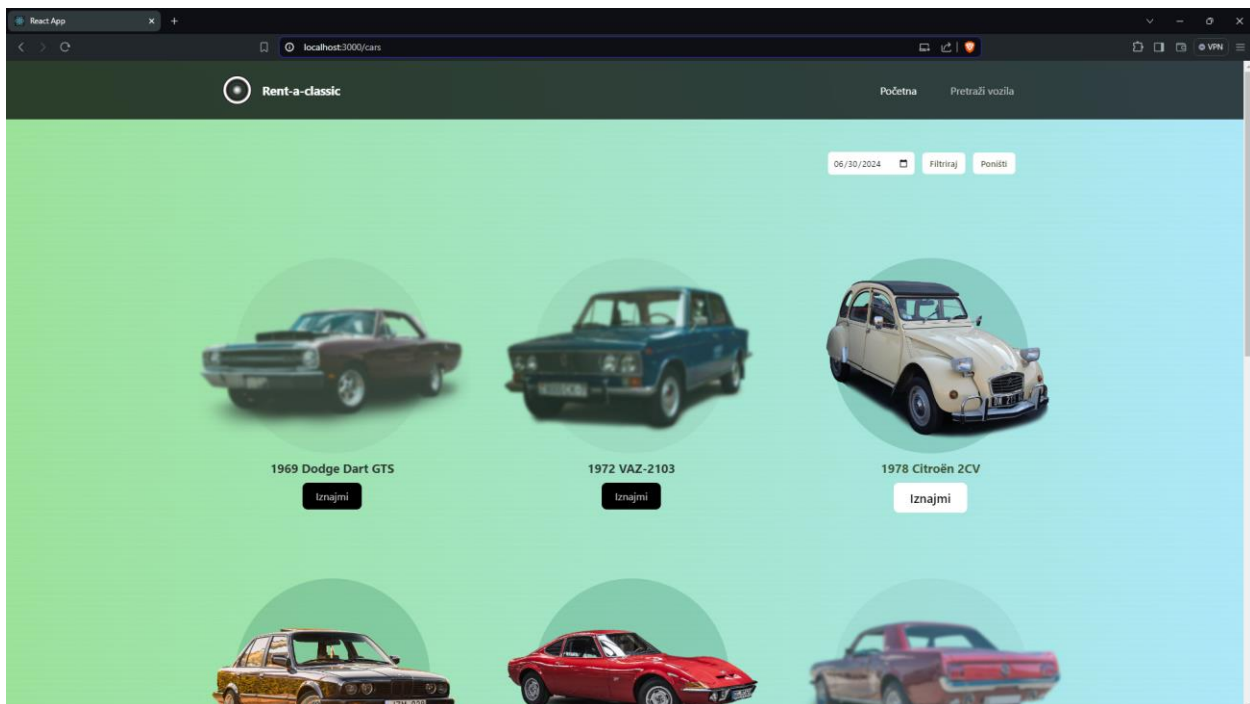 React App
localhost:3000/cars
VPN
Rent-a-classic
Početna
Pretraži vozila
06/30/2024
Filtriraj
Poništi
1969 Dodge Dart GTS
1972 VAZ-2103
1978 Citroën 2CV
Iznajmi
Iznajmi
Iznajmi